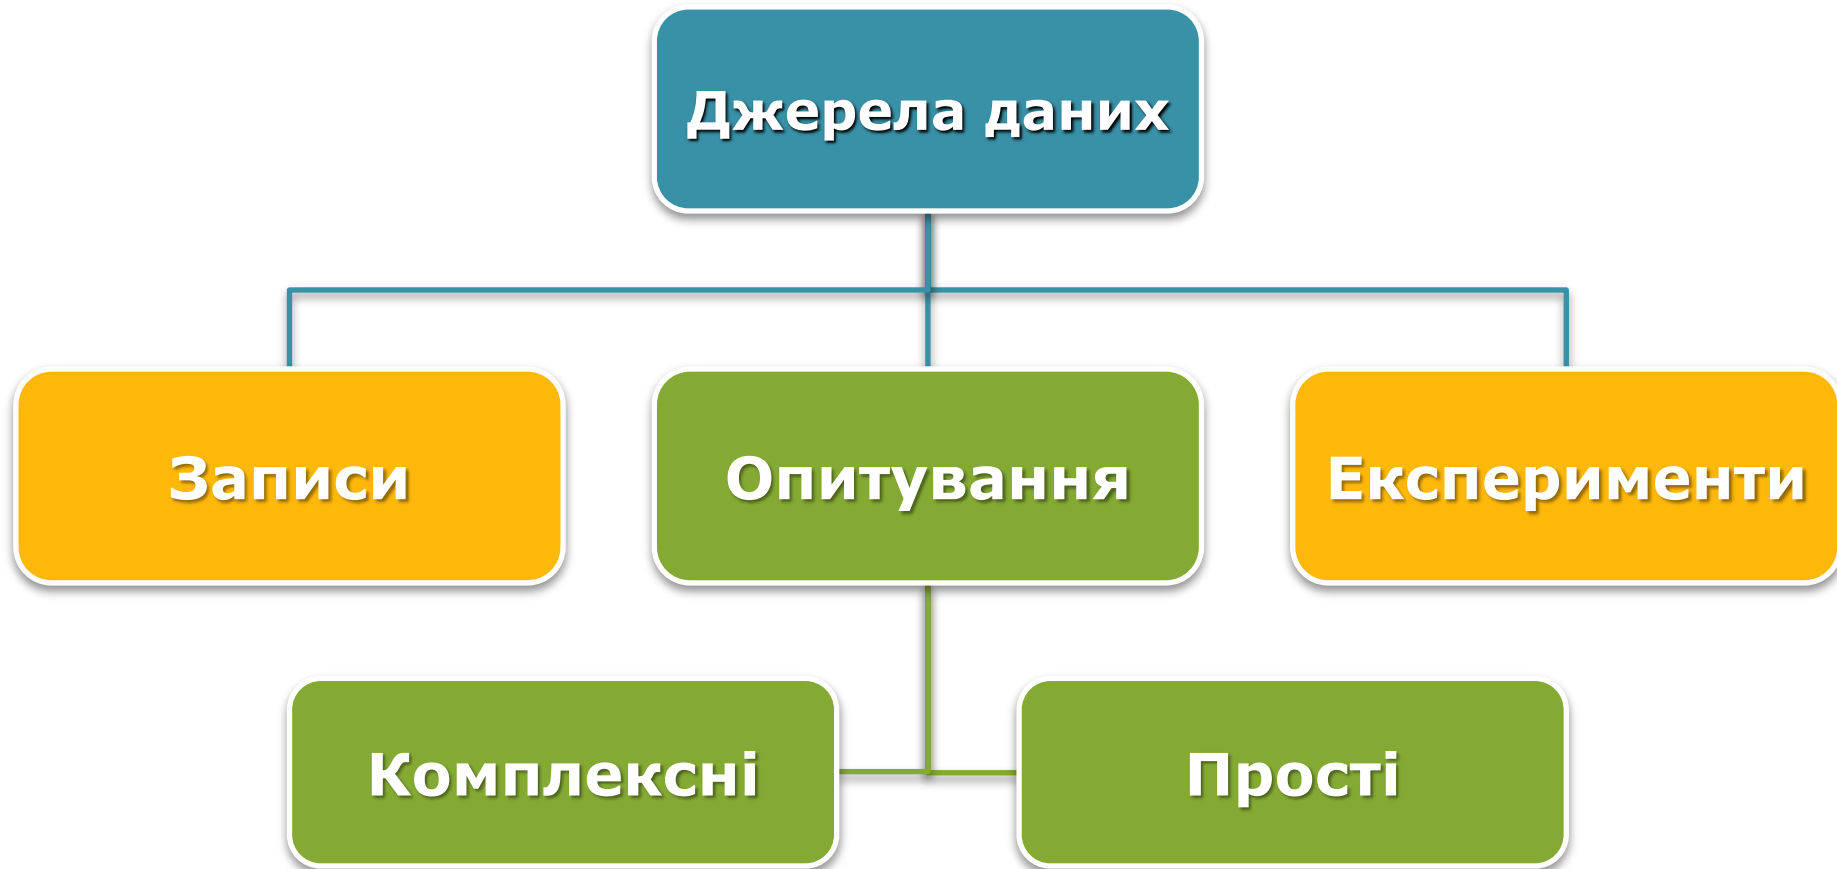 Джерела даних
Записи
Опитування
Експерименти
Комплексні
Прості